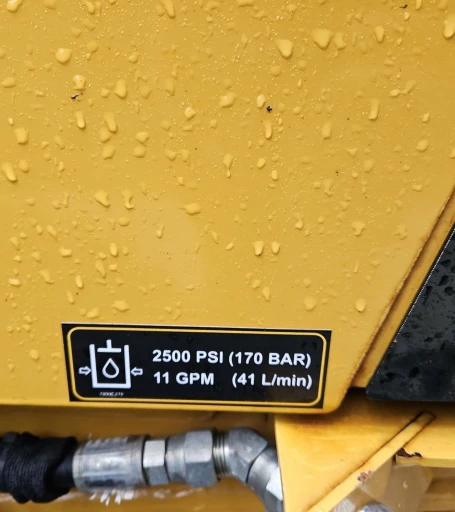 2500 PSI (170 BAR)
11 GPM (41 L/min)